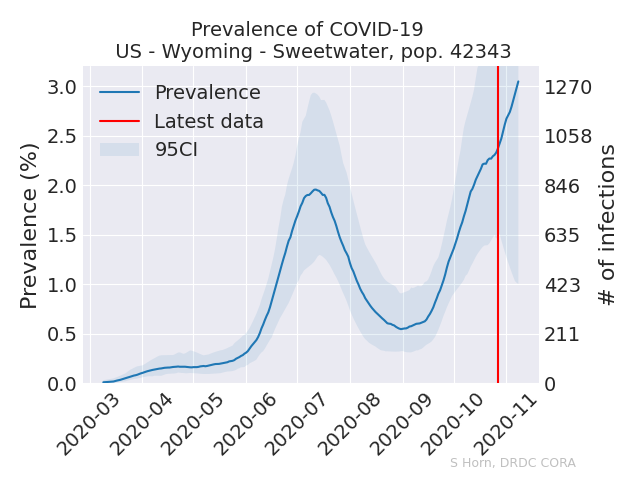 Prevalence of COVID-19
US - Wyoming - Sweetwater, pop. 42343
Prevalence
Latest data
95CI
Prevalence (%)
3.0
2.5
2.0
1.5
1.0
0.5
0.0
1270
1058
846
635
423
211
0
# of infections
2020-03
2020-04
2020-05
2020-06
2020-07
2020-08
2020-09
2020-10
2020-11
S Horn, DRDC CORA